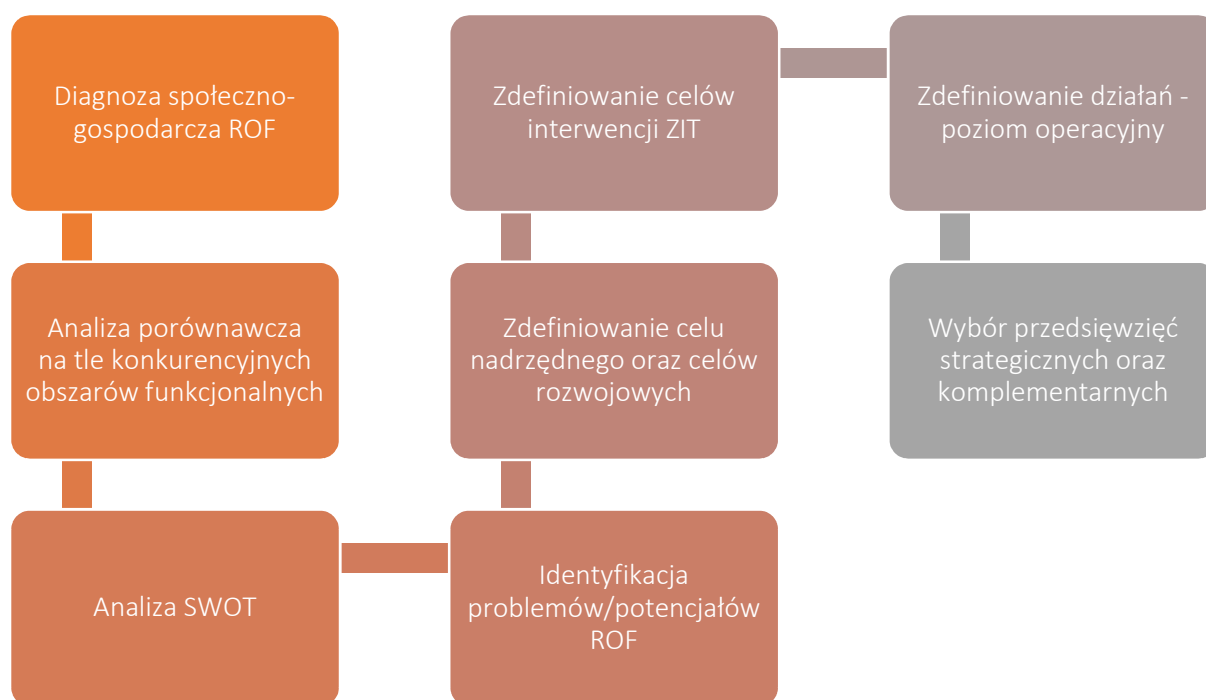 Diagnoza społeczno-
gospodarcza ROF
Analiza porównawcza
na tle konkurencyjnych
obszarów funkcjonalnych
Analiza SWOT
Identyfikacja
problemów/potencjałów
ROF
Zdefiniowanie celu
nadrzędnego oraz celów
rozwojowych
Zdefiniowanie celów
interwencji ZIT
Zdefiniowanie działań -
poziom operacyjny
Wybór przedsięwzięć
strategicznych oraz
komplementarnych